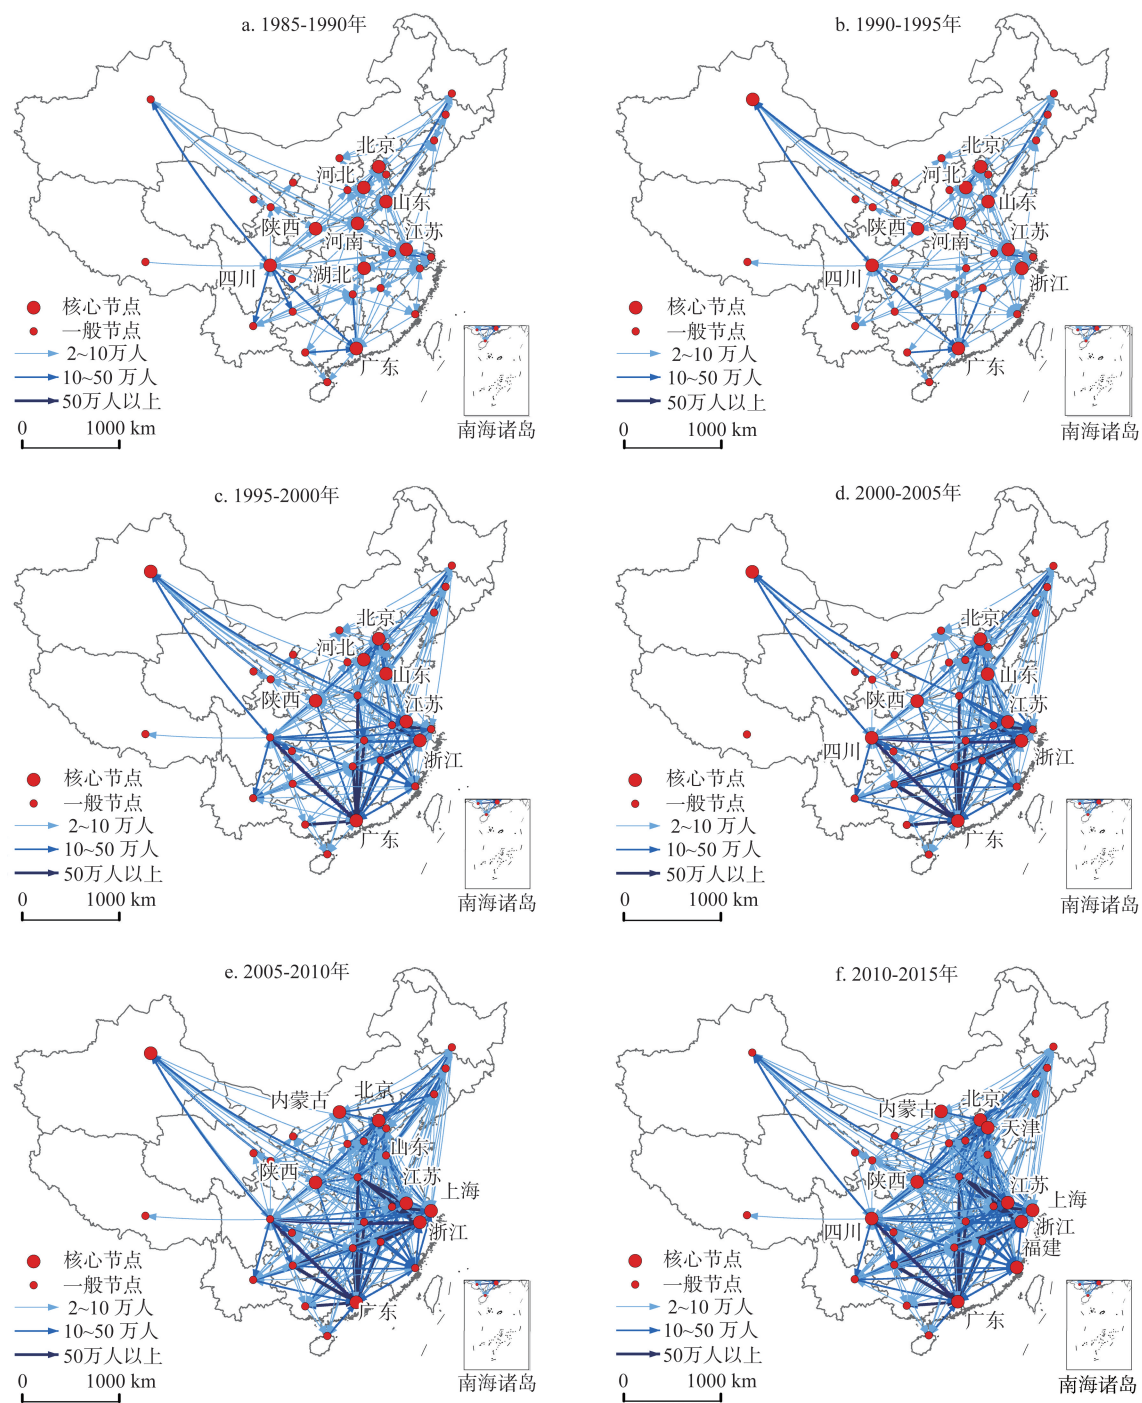 a. 1985-1990年
北京
河北
山东
陕西
河南
江苏
四川
湖北
广东
核心节点
一般节点
2~10万人
10~50 万人
50万人以上
0 1000 km
南海诸岛
b. 1990-1995年
北京
河北
山东
陕西
河南
江苏
四川
浙江
广东
核心节点
一般节点
2~10万人
10~50 万人
50万人以上
0 1000 km
南海诸岛
c. 1995-2000年
北京
河北
山东
陕西
江苏
浙江
广东
核心节点
一般节点
2~10 万人
10~50 万人
50万人以上
0 1000 km
南海诸岛
d. 2000-2005年
北京
山东
陕西
江苏
四川
浙江
广东
核心节点
一般节点
2~10 万人
10~50 万人
50万人以上
0 1000 km
南海诸岛
e. 2005-2010年
内蒙古
北京
山东
陕西
江苏
上海
浙江
广东
核心节点
一般节点
2~10 万人
10~50 万人
50万人以上
0 1000 km
南海诸岛
f. 2010-2015年
内蒙古
北京
天津
陕西
江苏
上海
四川
浙江
福建
广东
核心节点
一般节点
2~10 万人
10~50 万人
50万人以上
0 1000 km
南海诸岛